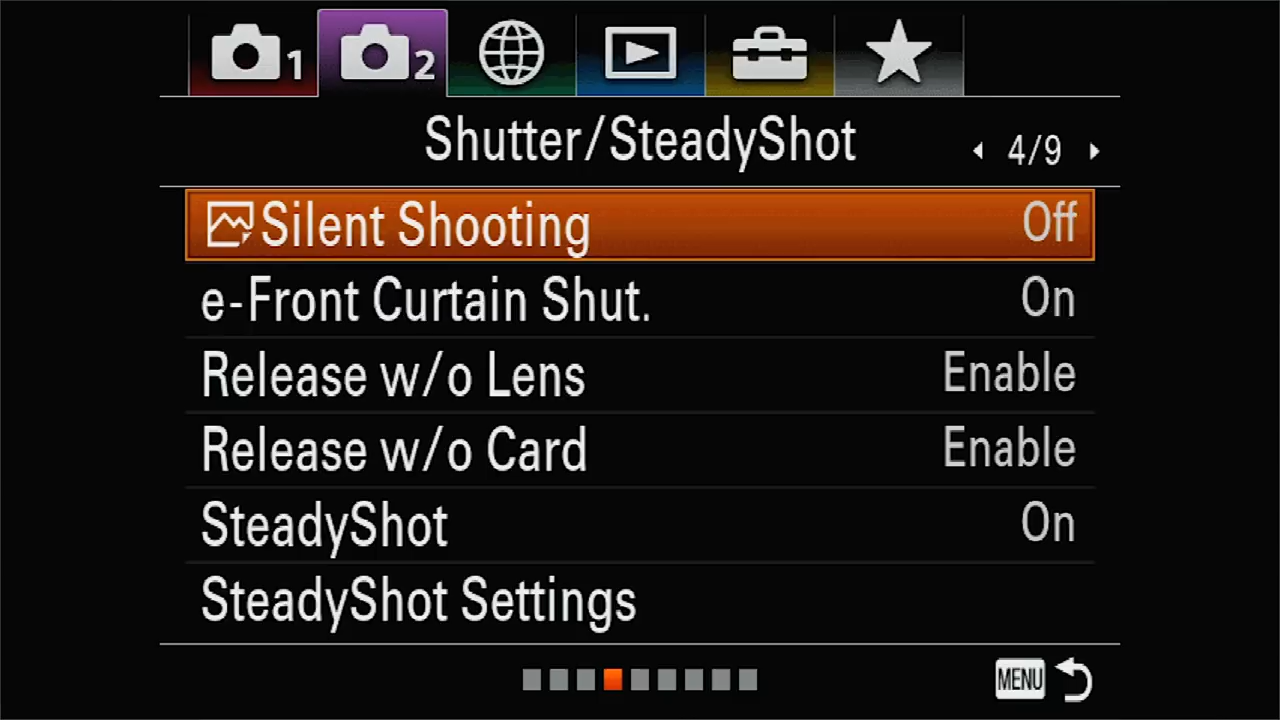 1 2
Shutter/SteadyShot 4/9
Silent Shooting Off
e-Front Curtain Shut. On
Release w/o Lens Enable
Release w/o Card Enable
SteadyShot On
SteadyShot Settings
MENU